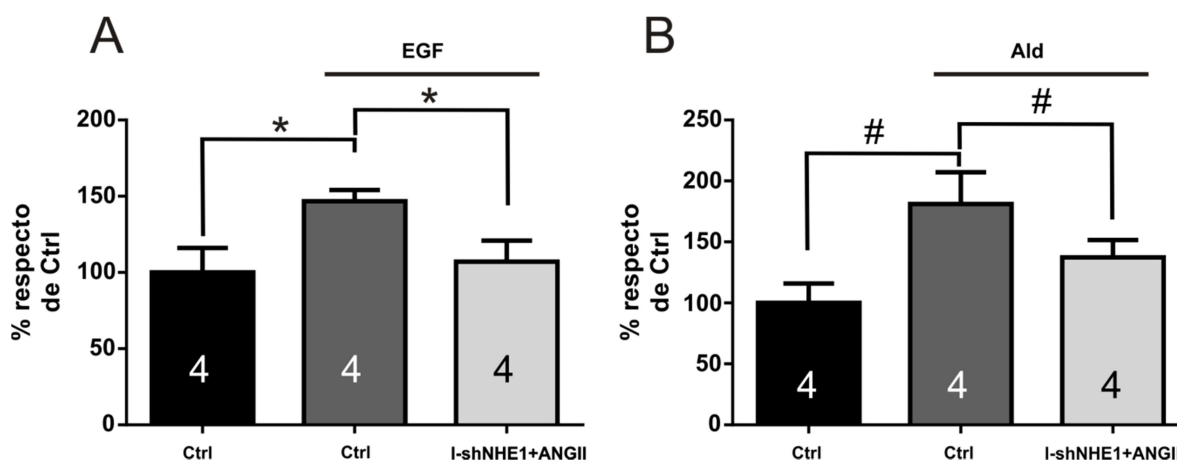 A
EGF
*
*
200
150
100
50
0
% respecto
de Ctrl
4
4
4
Ctrl
Ctrl
l-shNHE1+ANGII
B
Ald
#
#
250
200
150
100
50
0
% respecto
de Ctrl
4
4
4
Ctrl
Ctrl
l-shNHE1+ANGII